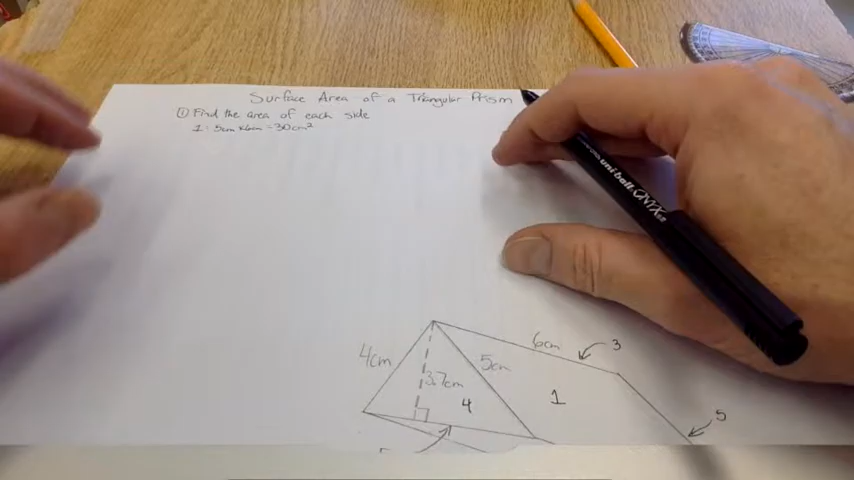 Surface Area of a Triangular Prism
① Find the area of each side
1: 5cm x 6cm = 30cm²
uni-ball ONYX
6cm
3
4cm
5cm
3.7cm
4
1
5